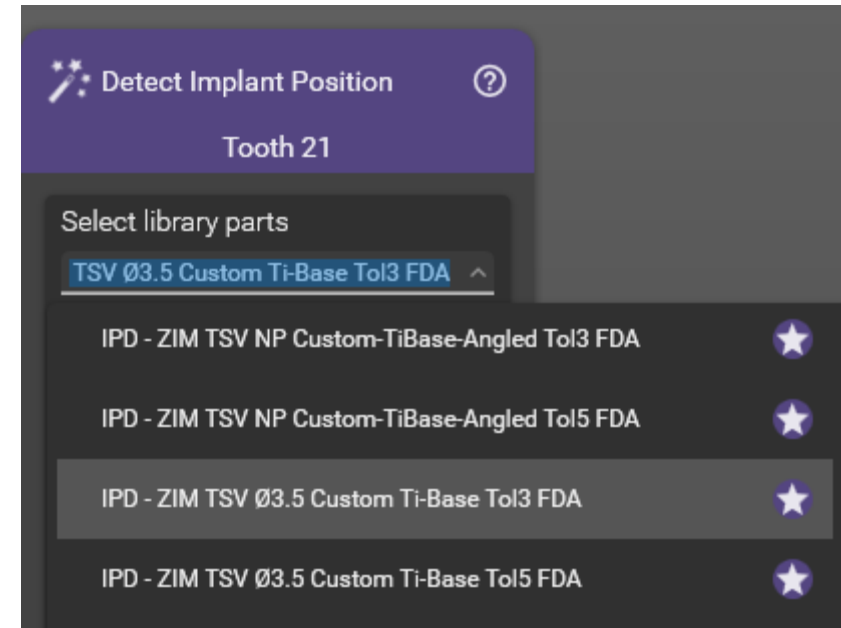 Detect Implant Position
Tooth 21
Select library parts
TSV Ø3.5 Custom Ti-Base Tol3 FDA
IPD - ZIM TSV NP Custom-TiBase-Angled Tol3 FDA
IPD - ZIM TSV NP Custom-TiBase-Angled Tol5 FDA
IPD - ZIM TSV Ø3.5 Custom Ti-Base Tol3 FDA
IPD - ZIM TSV Ø3.5 Custom Ti-Base Tol5 FDA